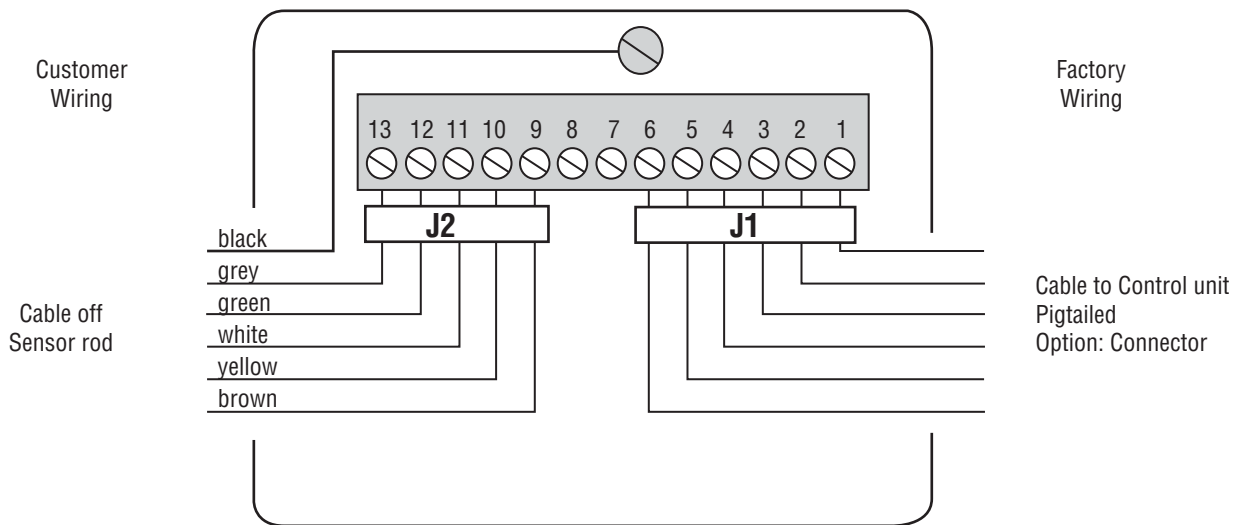 Customer
Wiring
Factory
Wiring
13 12 11 10 9 8 7 6 5 4 3 2 1
J2
J1
black
grey
green
white
yellow
brown
Cable off
Sensor rod
Cable to Control unit
Pigtailed
Option: Connector